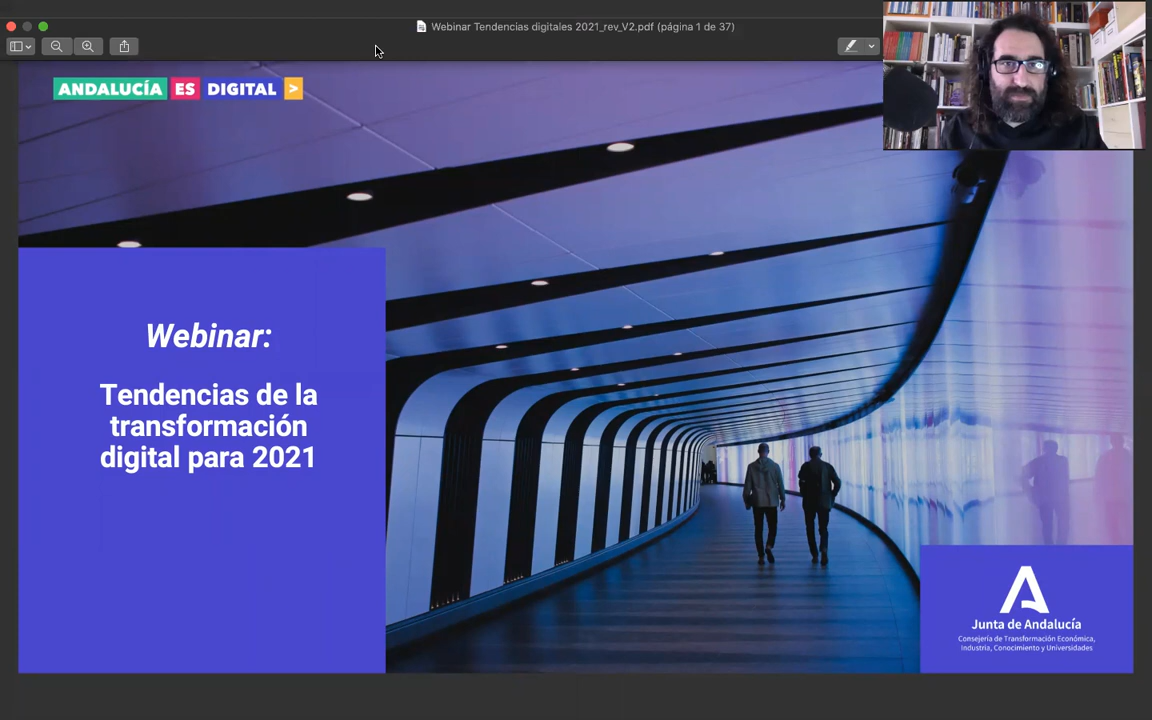 Webinar Tendencias digitales 2021_rev_V2.pdf (página 1 de 37)
ANDALUCÍA ES DIGITAL >
Webinar:
Tendencias de la
transformación
digital para 2021
Junta de Andalucía
Consejería de Transformación Económica,
Industria, Conocimiento y Universidades